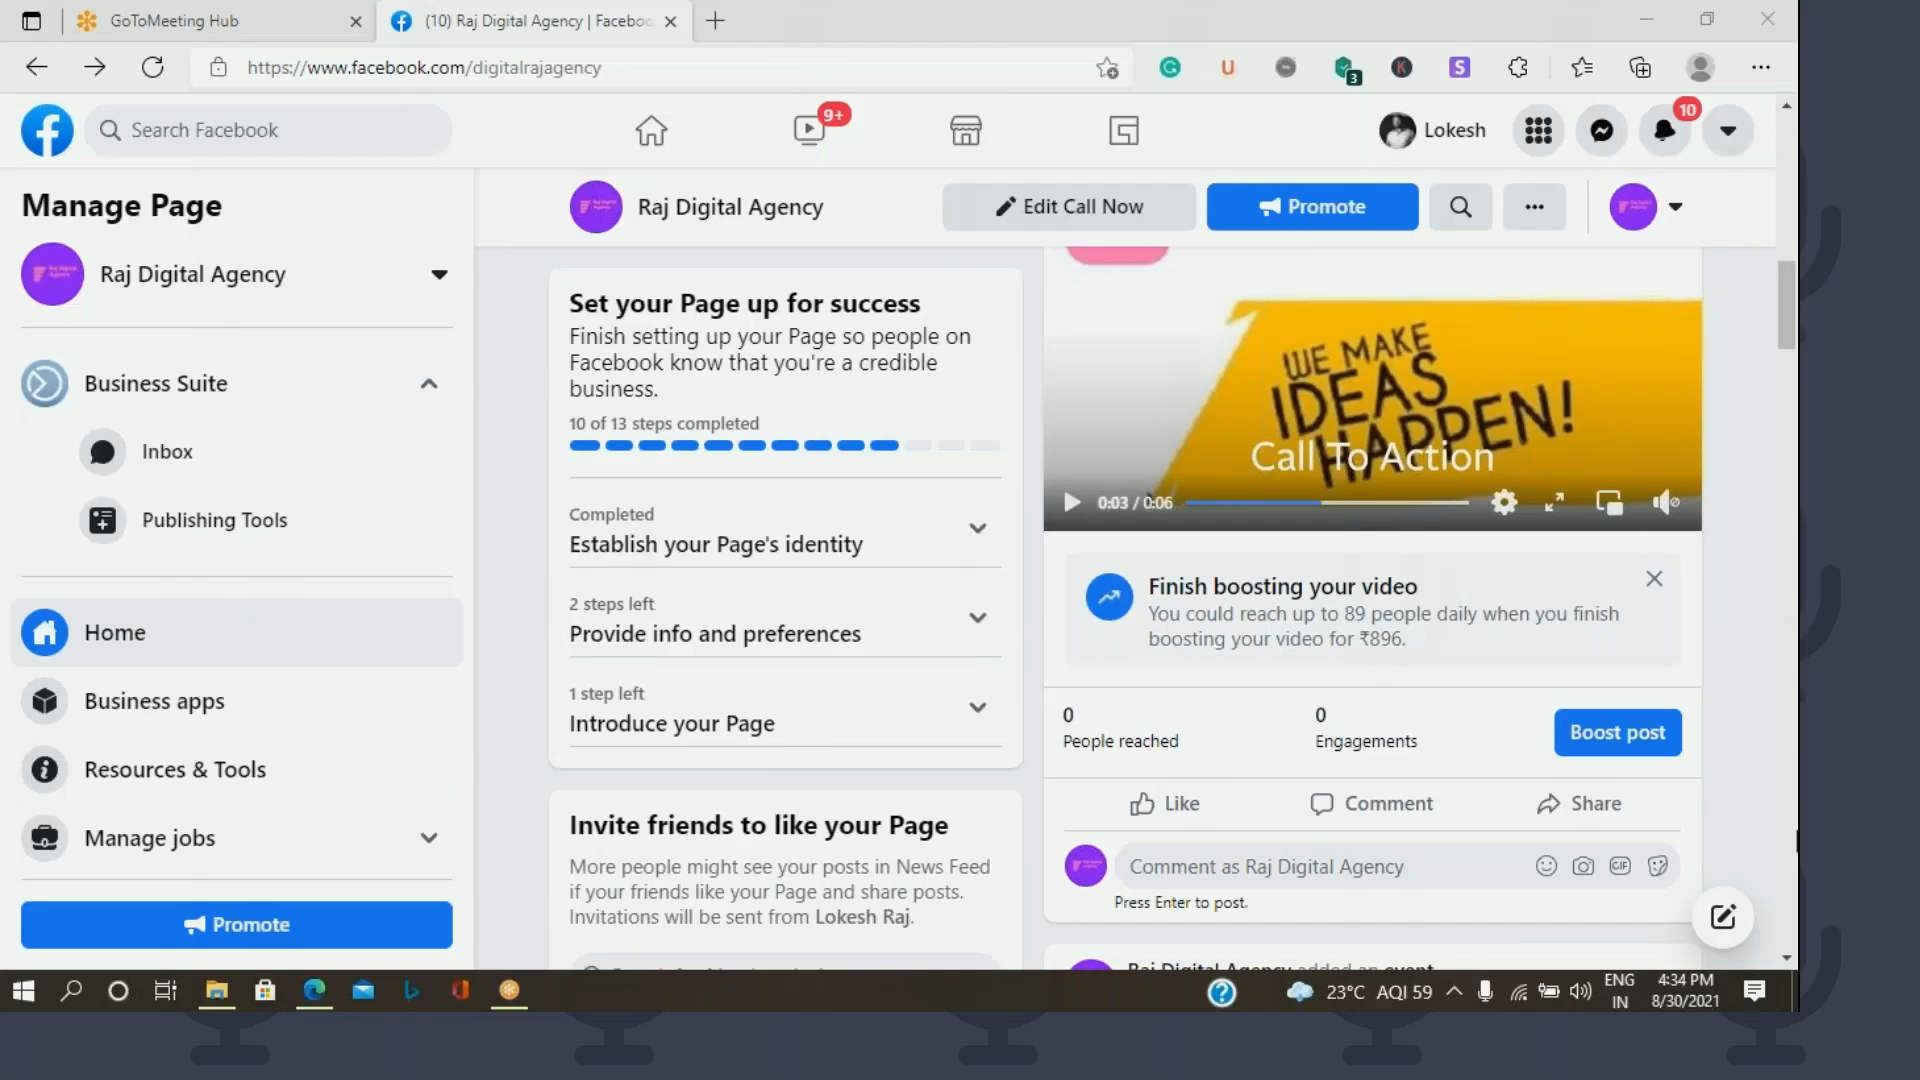 GoToMeeting Hub
(10) Raj Digital Agency | Faceboo
https://www.facebook.com/digitalrajagency
3
Search Facebook
9+
Lokesh
10
Manage Page
Raj Digital Agency
Edit Call Now
Promote
Raj Digital Agency
Business Suite
Inbox
Publishing Tools
Home
Business apps
Resources & Tools
Manage jobs
Promote
Set your Page up for success
Finish setting up your Page so people on
Facebook know that you're a credible
business.
10 of 13 steps completed
Completed
Establish your Page's identity
2 steps left
Provide info and preferences
1 step left
Introduce your Page
Invite friends to like your Page
More people might see your posts in News Feed
if your friends like your Page and share posts.
Invitations will be sent from Lokesh Raj.
WE MAKE
IDEAS
HAPPEN!
Call To Action
0:03 / 0:06
Finish boosting your video
You could reach up to 89 people daily when you finish
boosting your video for ₹896.
0
People reached
0
Engagements
Boost post
Like
Comment
Share
Comment as Raj Digital Agency
GIF
Press Enter to post.
Raj Digital Agency added an event
23°C AQI 59
ENG
IN
4:34 PM
8/30/2021